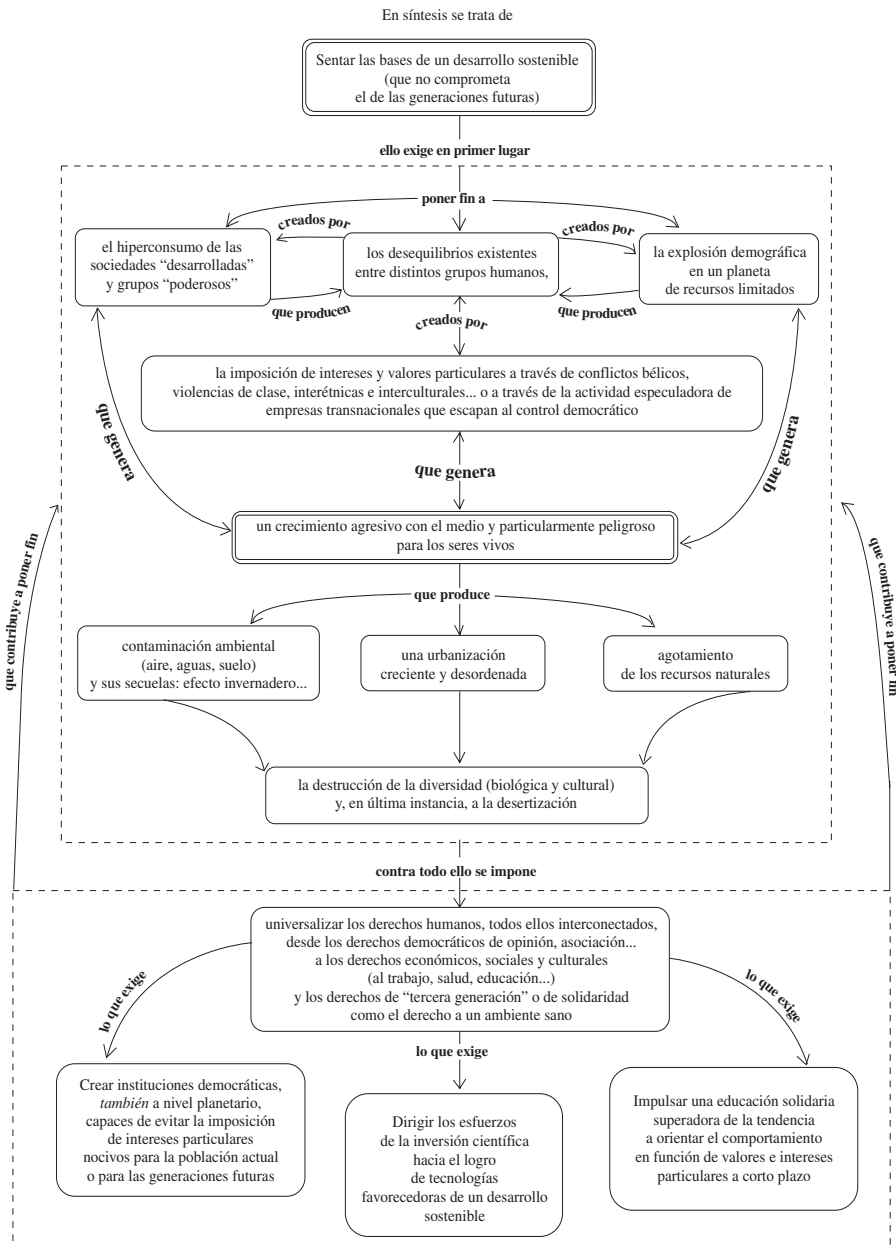 En síntesis se trata de
Sentar las bases de un desarrollo sostenible
(que no comprometa
el de las generaciones futuras)
ello exige en primer lugar
poner fin a
creados por
creados por
el hiperconsumo de las
sociedades “desarrolladas”
y grupos “poderosos”
los desequilibrios existentes
entre distintos grupos humanos,
la explosión demográfica
en un planeta
de recursos limitados
que producen
creados por
que producen
la imposición de intereses y valores particulares a través de conflictos bélicos,
violencias de clase, interétnicas e interculturales... o a través de la actividad especuladora de
empresas transnacionales que escapan al control democrático
que genera
que genera
que genera
un crecimiento agresivo con el medio y particularmente peligroso
para los seres vivos
que contribuye a poner fin
que contribuye a poner fin
que produce
contaminación ambiental
(aire, aguas, suelo)
y sus secuelas: efecto invernadero...
una urbanización
creciente y desordenada
agotamiento
de los recursos naturales
la destrucción de la diversidad (biológica y cultural)
y, en última instancia, a la desertización
contra todo ello se impone
universalizar los derechos humanos, todos ellos interconectados,
desde los derechos democráticos de opinión, asociación...
a los derechos económicos, sociales y culturales
(al trabajo, salud, educación...)
y los derechos de “tercera generación” o de solidaridad
como el derecho a un ambiente sano
lo que exige
lo que exige
lo que exige
Crear instituciones democráticas,
también a nivel planetario,
capaces de evitar la imposición
de intereses particulares
nocivos para la población actual
o para las generaciones futuras
Dirigir los esfuerzos
de la inversión científica
hacia el logro
de tecnologías
favorecedoras de un desarrollo
sostenible
Impulsar una educación solidaria
superadora de la tendencia
a orientar el comportamiento
en función de valores e intereses
particulares a corto plazo